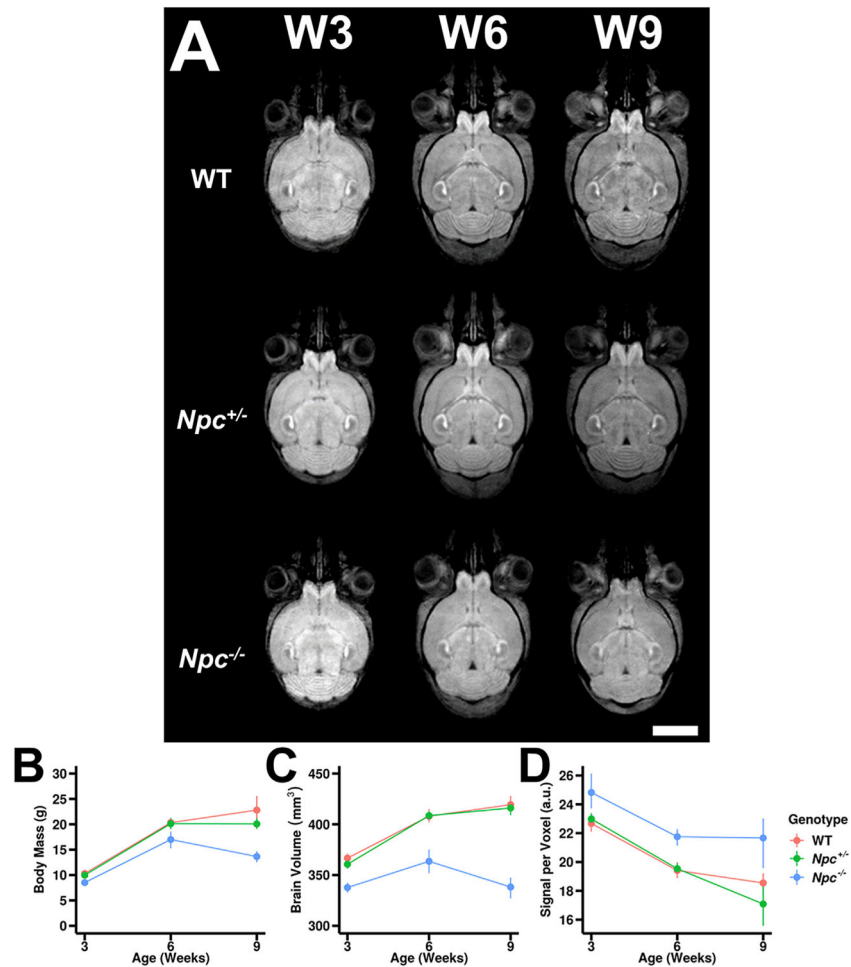 A
W3 W6 W9
WT
Npc+/-
Npc-/-
B
Body Mass (g)
30
25
20
15
10
5
0
3 6 9
Age (Weeks)
C
Brain Volume (mm³)
450
400
350
300
3 6 9
Age (Weeks)
D
Signal per Voxel (a.u.)
26
24
22
20
18
16
3 6 9
Age (Weeks)
Genotype
WT
Npc+/-
Npc-/-